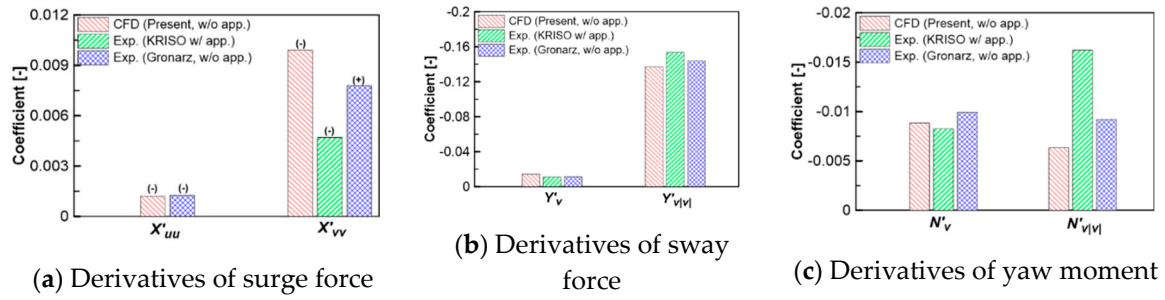 0.012
0.009
0.006
0.003
0
Coefficient [-]
CFD (Present, w/o app.)
Exp. (KRISO w/ app.)
Exp. (Gronarz, w/o app.)
(-)
(-)
(-)
(-)
(+)
X'uu
X'vv
(a) Derivatives of surge force
-0.2
-0.16
-0.12
-0.08
-0.04
0
Coefficient [-]
CFD (Present, w/o app.)
Exp. (KRISO w/ app.)
Exp. (Gronarz, w/o app.)
Y'v
Y'v|v|
(b) Derivatives of sway
force
-0.02
-0.015
-0.01
-0.005
0
Coefficient [-]
CFD (Present, w/o app.)
Exp. (KRISO w/ app.)
Exp. (Gronarz, w/o app.)
N'v
N'v|v|
(c) Derivatives of yaw moment